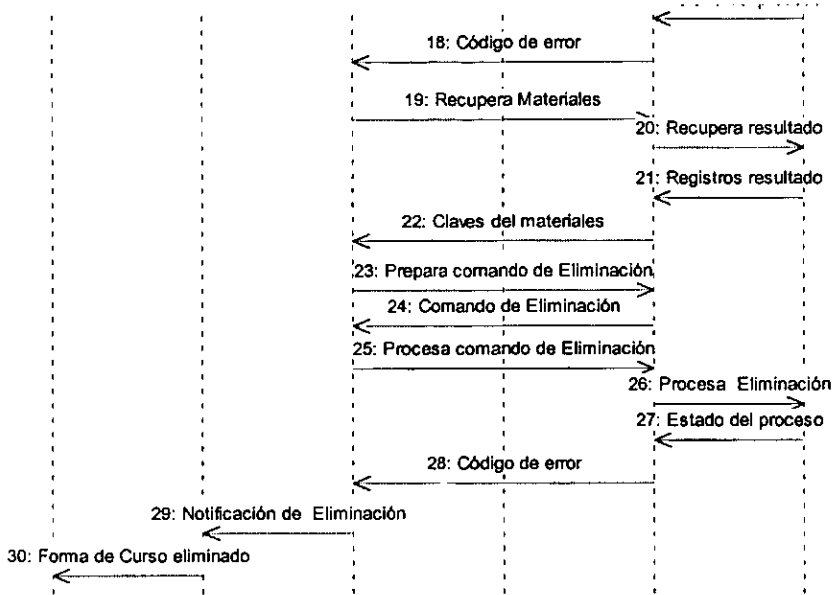 18: Código de error
19: Recupera Materiales
20: Recupera resultado
21: Registros resultado
22: Claves del materiales
23: Prepara comando de Eliminación
24: Comando de Eliminación
25: Procesa comando de Eliminación
26: Procesa Eliminación
27: Estado del proceso
28: Código de error
29: Notificación de Eliminación
30: Forma de Curso eliminado